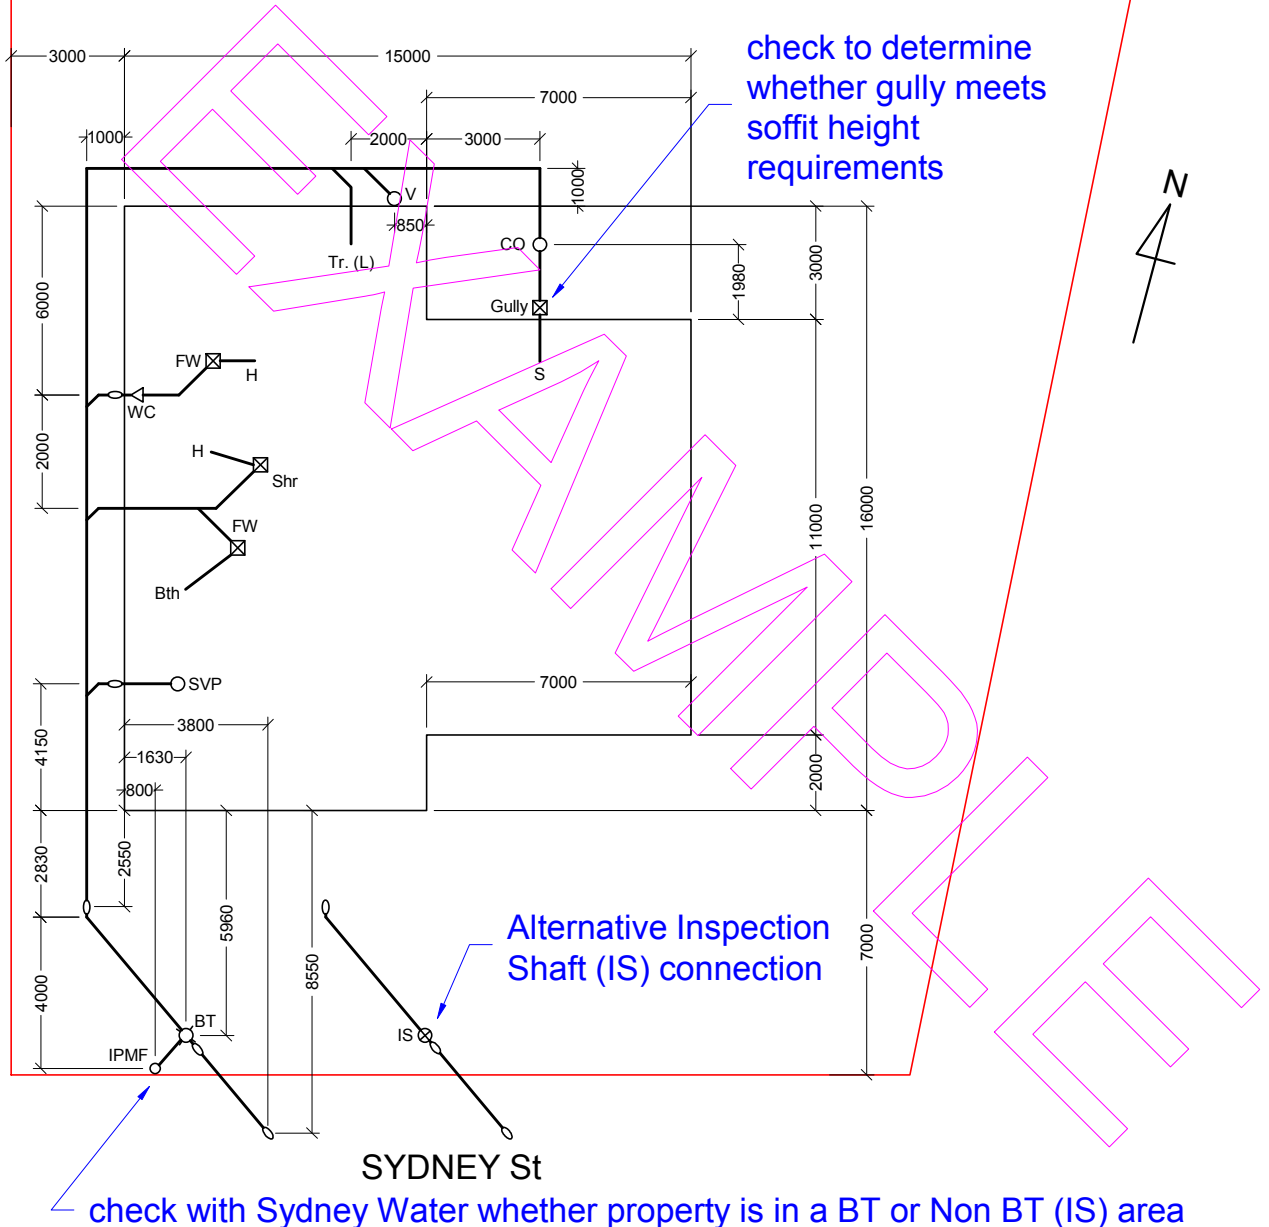 check to determine
whether gully meets
soffit height
requirements
3000
15000
7000
1000
2000
3000
1000
N
V
850
CO
Tr. (L)
1980
3000
6000
Gully
FW
H
S
WC
2000
H
Shr
11000
16000
FW
Bth
SVP
7000
3800
4150
1630
2000
800
2830
2550
5960
8550
7000
Alternative Inspection
Shaft (IS) connection
4000
BT
IS
IPMF
SYDNEY St
check with Sydney Water whether property is in a BT or Non BT (IS) area
EXAMPLE